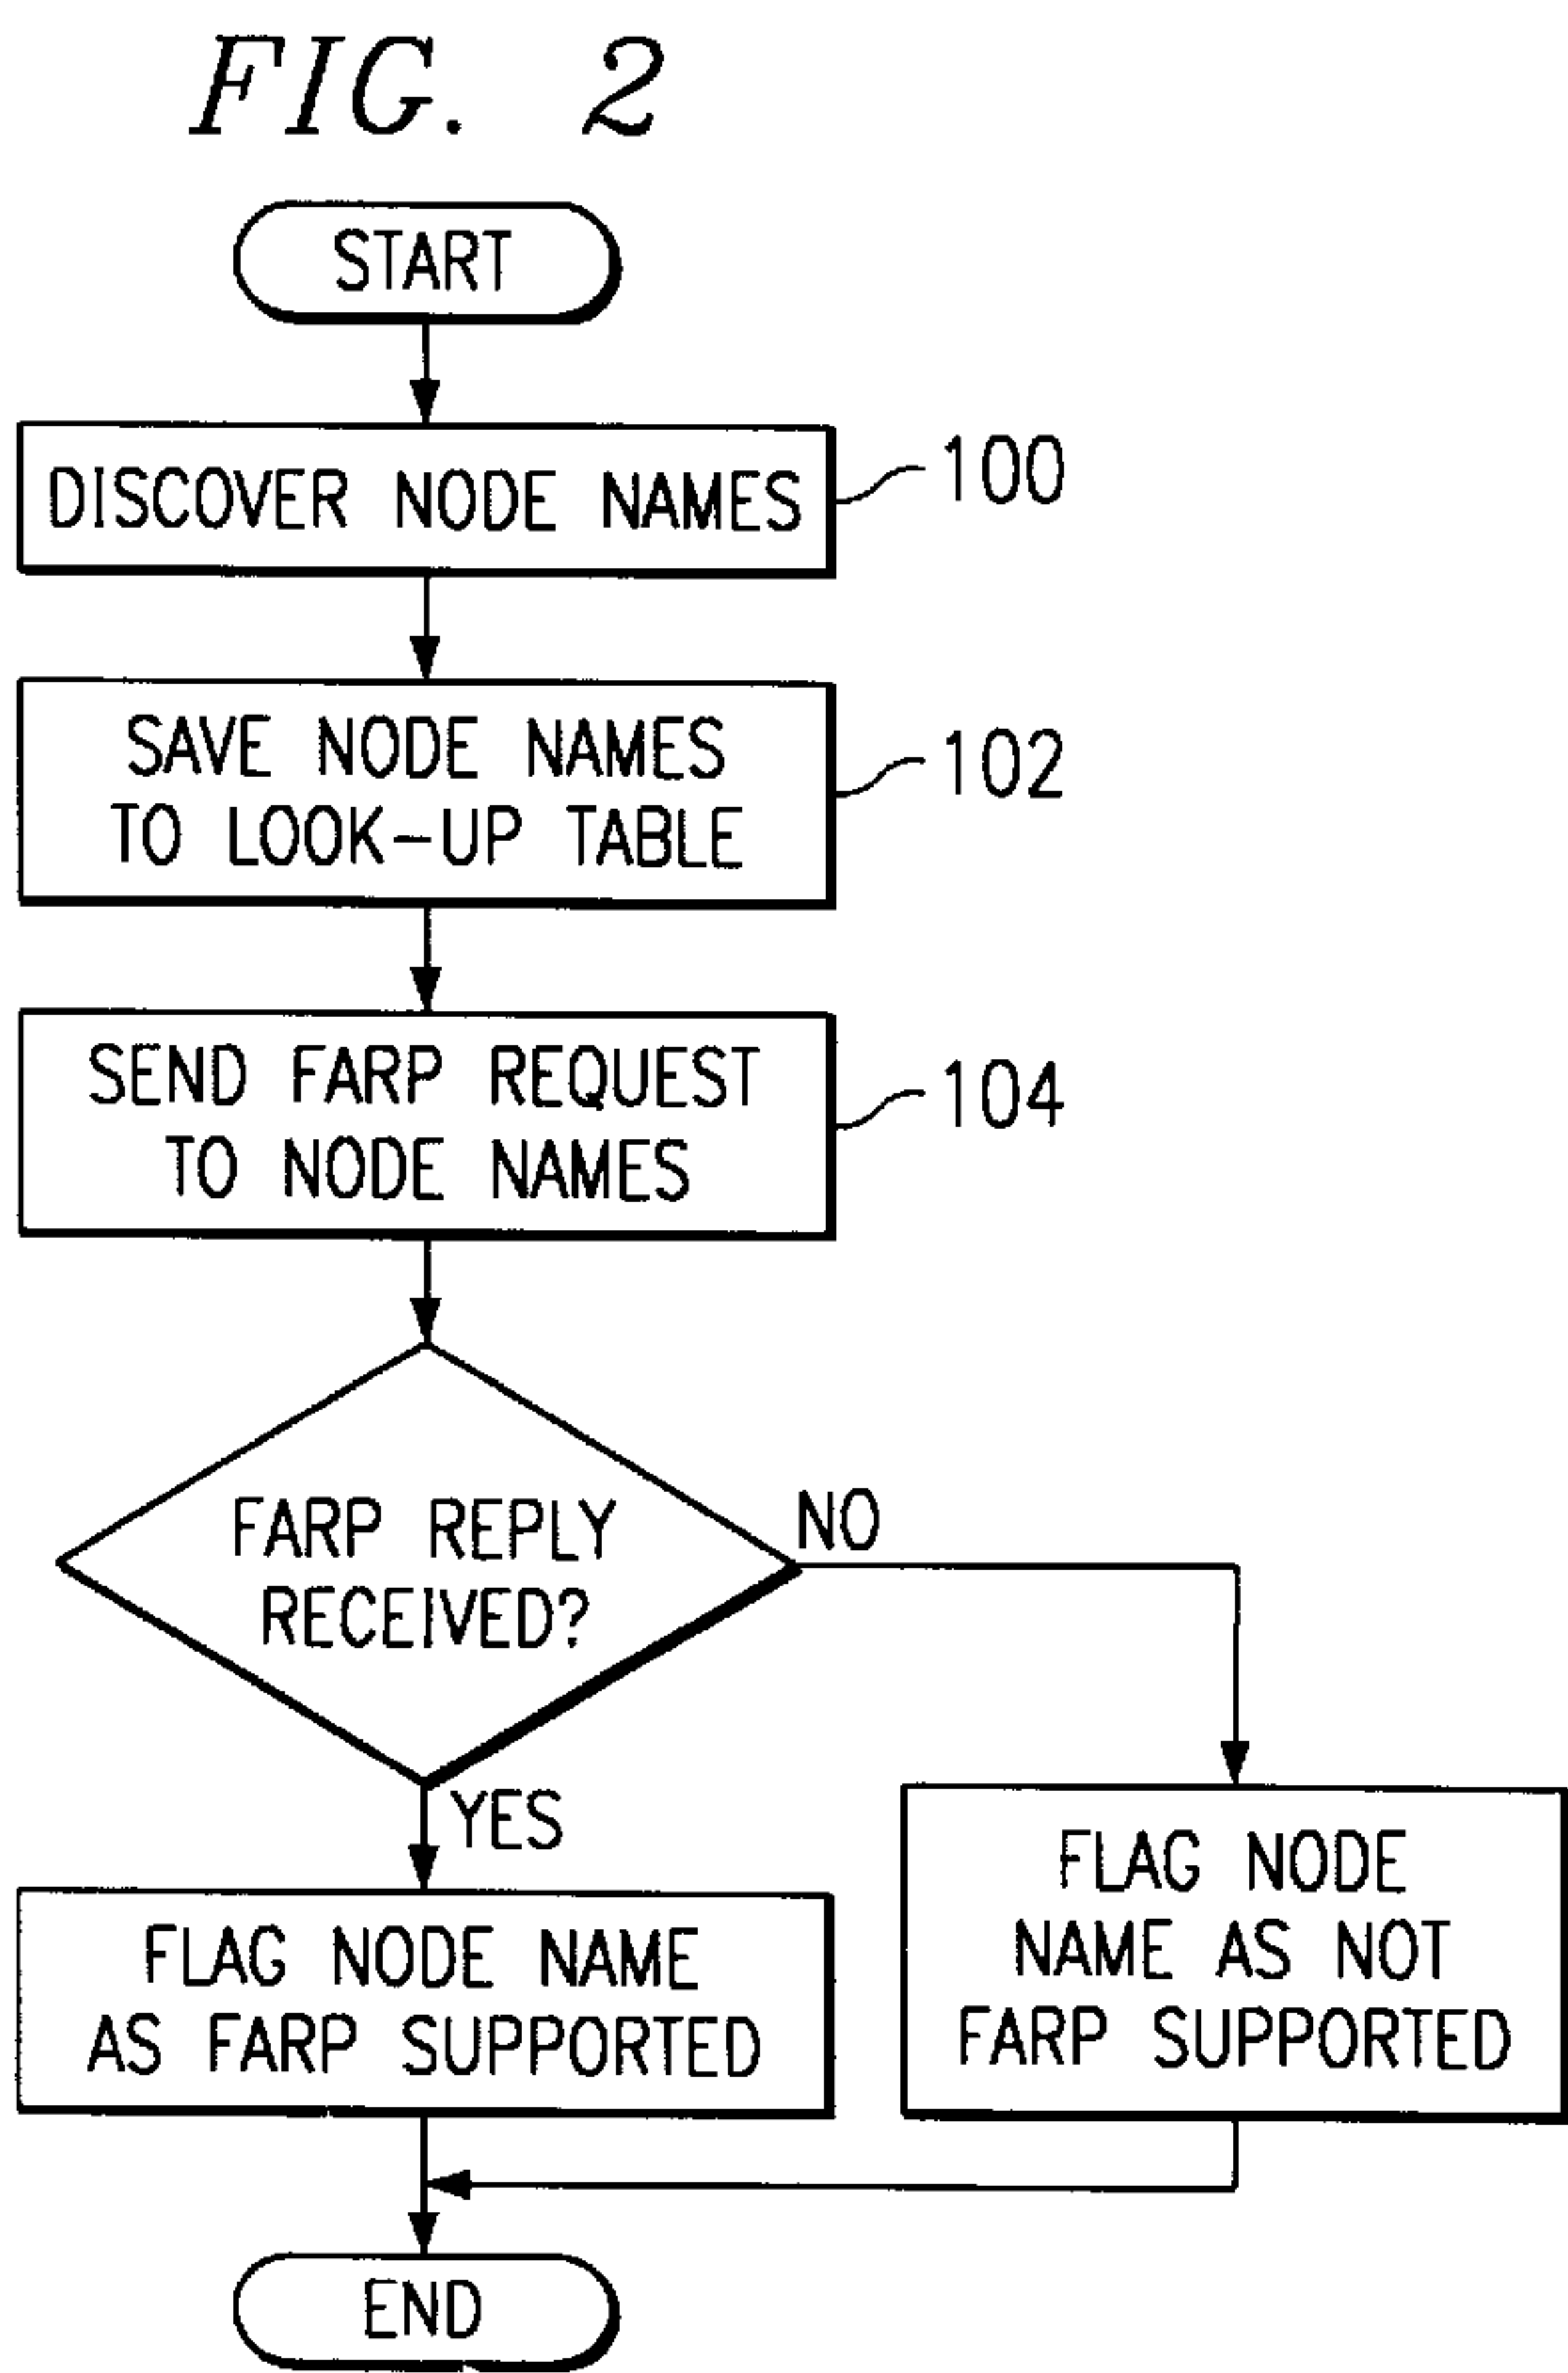 FIG. 2
START
DISCOVER NODE NAMES
100
SAVE NODE NAMES
TO LOOK-UP TABLE
102
SEND FARP REQUEST
TO NODE NAMES
104
FARP REPLY
RECEIVED?
NO
YES
FLAG NODE NAME
AS FARP SUPPORTED
FLAG NODE
NAME AS NOT
FARP SUPPORTED
END